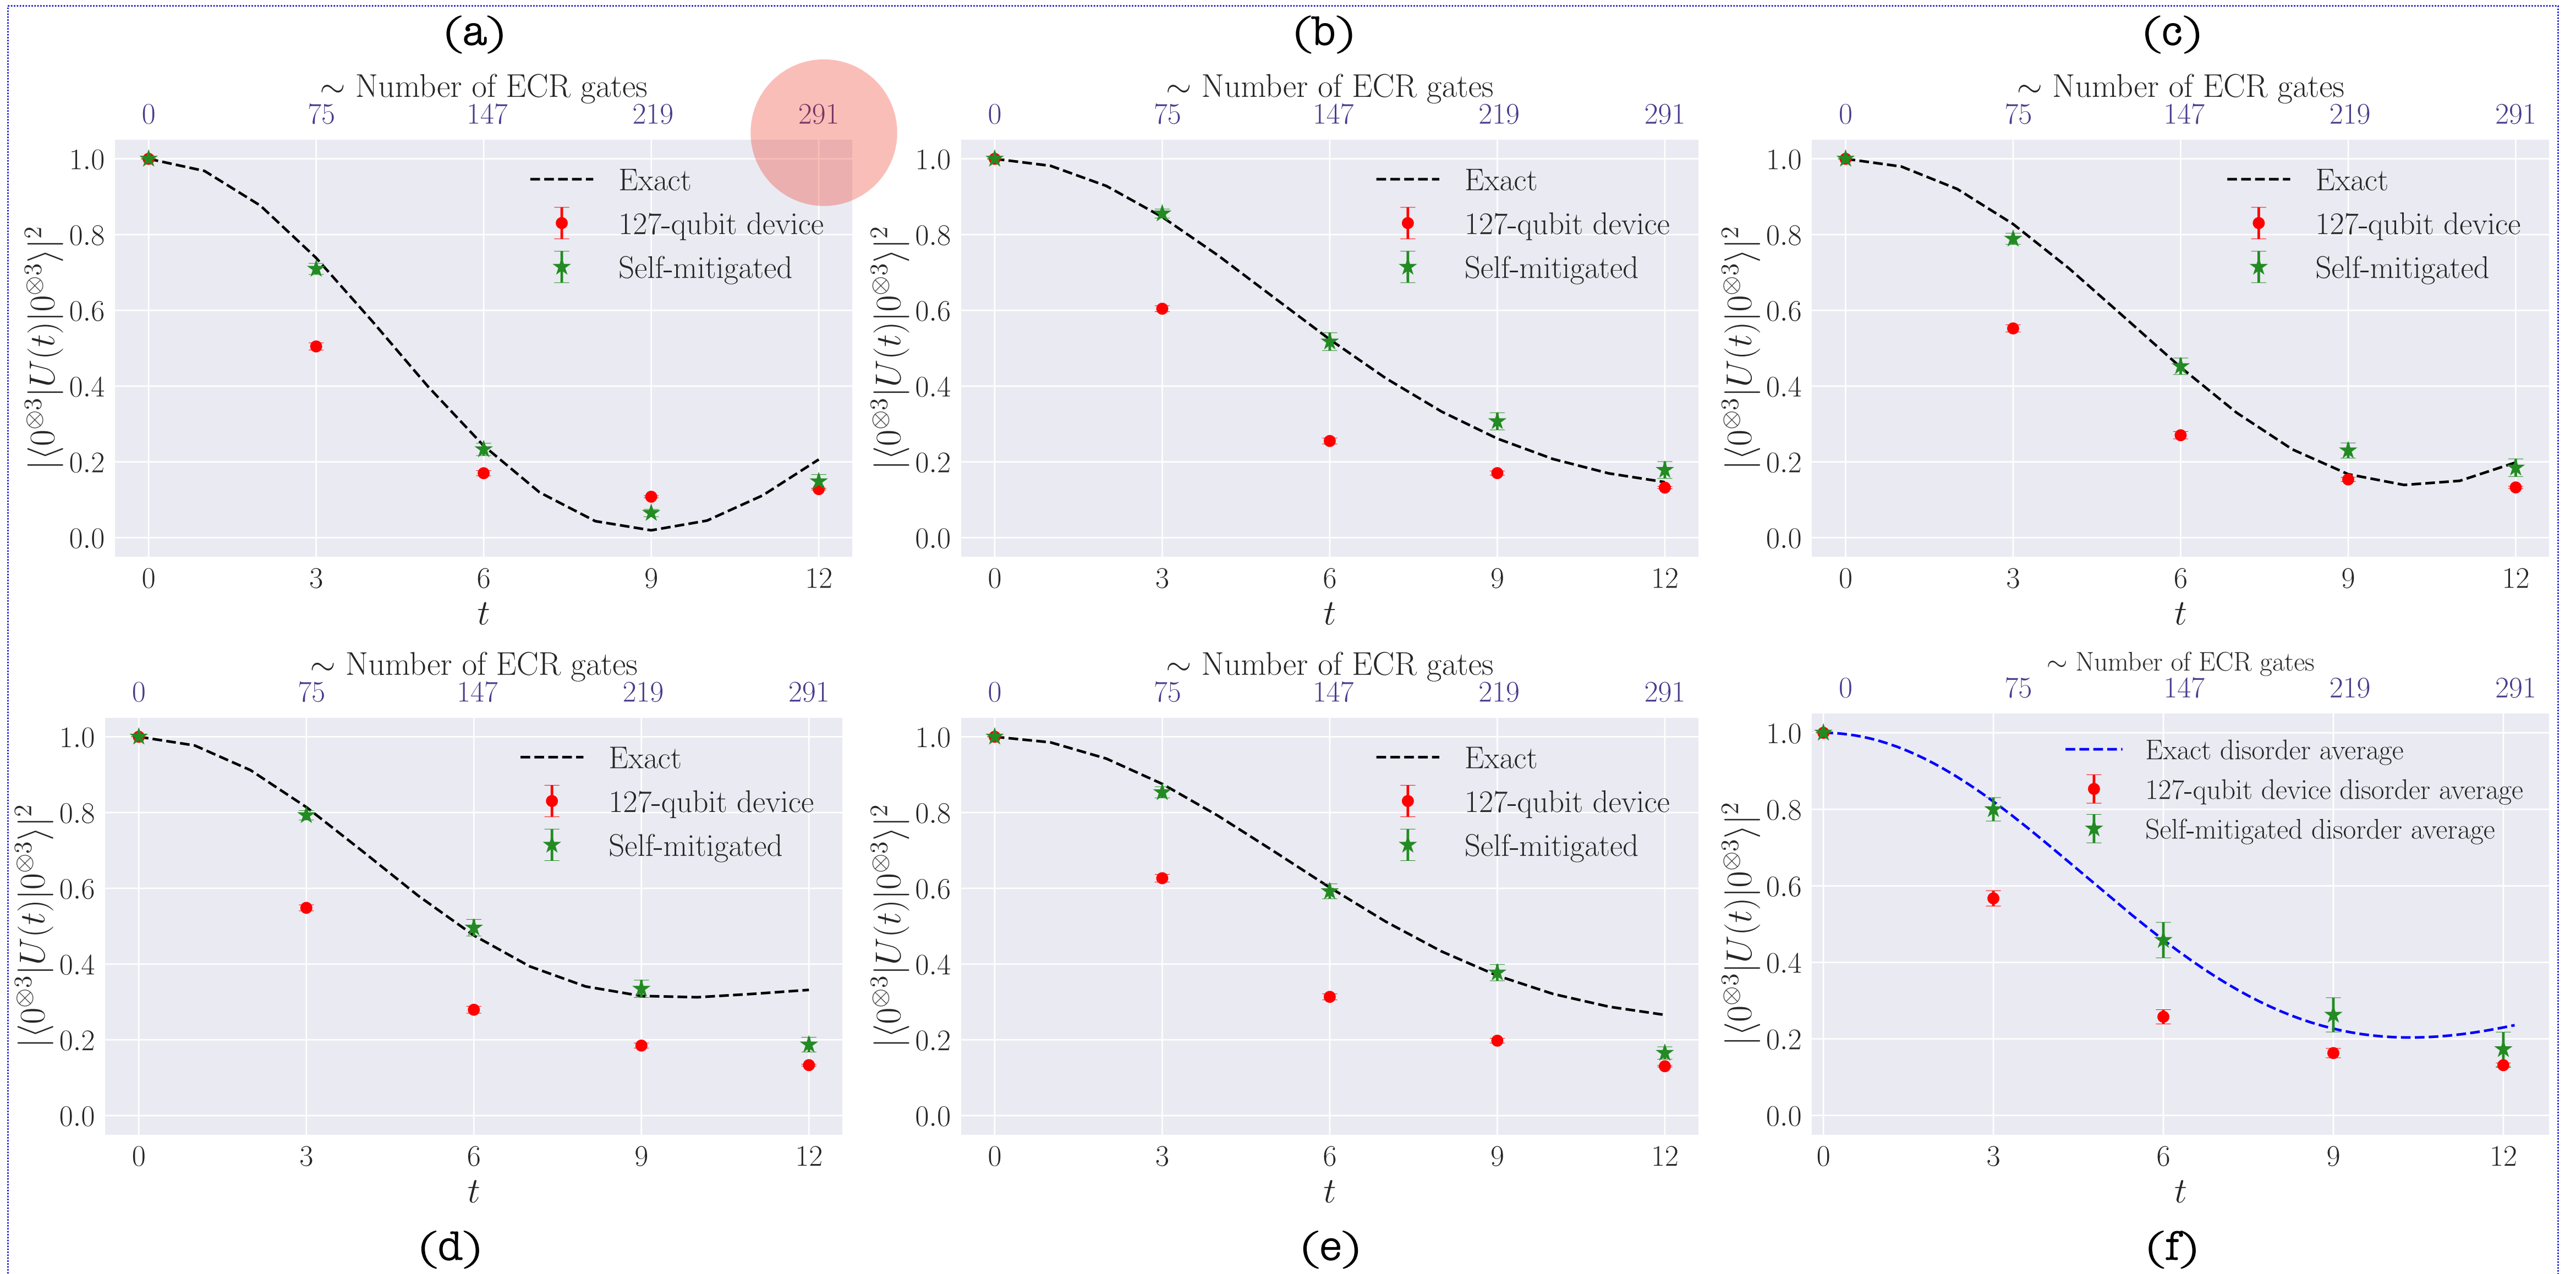 (a)
∼ Number of ECR gates
0 75 147 219 291
1.0
0.8
0.6
0.4
0.2
0.0
|⟨0^{⊗3}|U(t)|0^{⊗3}⟩|^2
Exact
127-qubit device
Self-mitigated
0 3 6 9 12
t
(b)
∼ Number of ECR gates
0 75 147 219 291
1.0
0.8
0.6
0.4
0.2
0.0
|⟨0^{⊗3}|U(t)|0^{⊗3}⟩|^2
Exact
127-qubit device
Self-mitigated
0 3 6 9 12
t
(c)
∼ Number of ECR gates
0 75 147 219 291
1.0
0.8
0.6
0.4
0.2
0.0
|⟨0^{⊗3}|U(t)|0^{⊗3}⟩|^2
Exact
127-qubit device
Self-mitigated
0 3 6 9 12
t
∼ Number of ECR gates
0 75 147 219 291
1.0
0.8
0.6
0.4
0.2
0.0
|⟨0^{⊗3}|U(t)|0^{⊗3}⟩|^2
Exact
127-qubit device
Self-mitigated
0 3 6 9 12
t
(d)
∼ Number of ECR gates
0 75 147 219 291
1.0
0.8
0.6
0.4
0.2
0.0
|⟨0^{⊗3}|U(t)|0^{⊗3}⟩|^2
Exact
127-qubit device
Self-mitigated
0 3 6 9 12
t
(e)
∼ Number of ECR gates
0 75 147 219 291
1.0
0.8
0.6
0.4
0.2
0.0
|⟨0^{⊗3}|U(t)|0^{⊗3}⟩|^2
Exact disorder average
127-qubit device disorder average
Self-mitigated disorder average
0 3 6 9 12
t
(f)